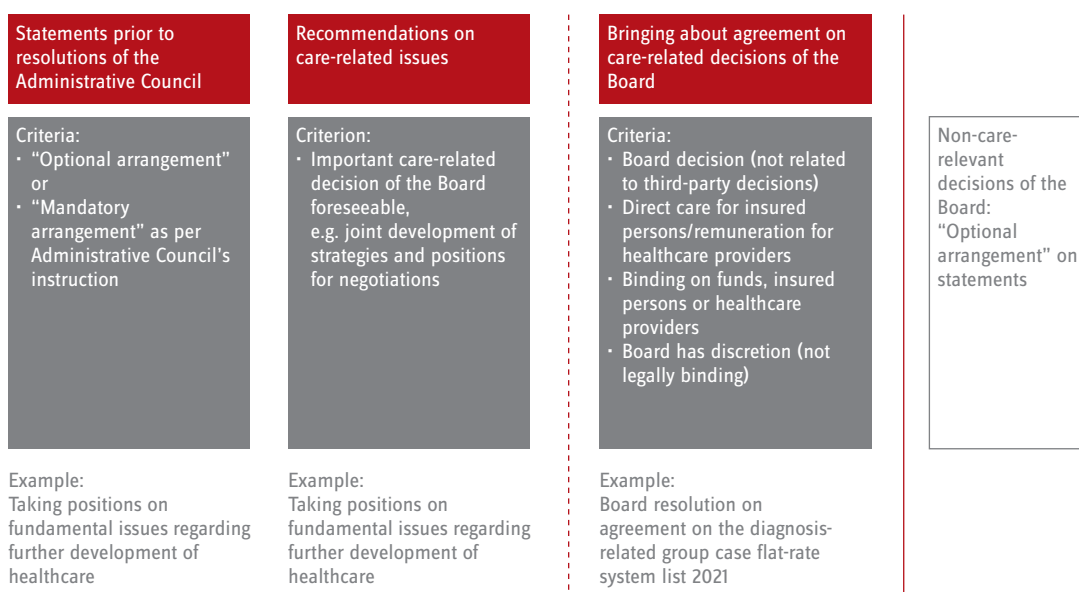 Statements prior to
resolutions of the
Administrative Council
Criteria:
· “Optional arrangement”
or
· “Mandatory
arrangement” as per
Administrative Council’s
instruction
Example:
Taking positions on
fundamental issues regarding
further development of
healthcare
Recommendations on
care-related issues
Criterion:
· Important care-related
decision of the Board
foreseeable,
e.g. joint development of
strategies and positions
for negotiations
Example:
Taking positions on
fundamental issues regarding
further development of
healthcare
Bringing about agreement on
care-related decisions of the
Board
Criteria:
· Board decision (not related
to third-party decisions)
· Direct care for insured
persons/remuneration for
healthcare providers
· Binding on funds, insured
persons or healthcare
providers
· Board has discretion (not
legally binding)
Example:
Board resolution on
agreement on the diagnosis-
related group case flat-rate
system list 2021
Non-care-
relevant
decisions of the
Board:
“Optional
arrangement” on
statements